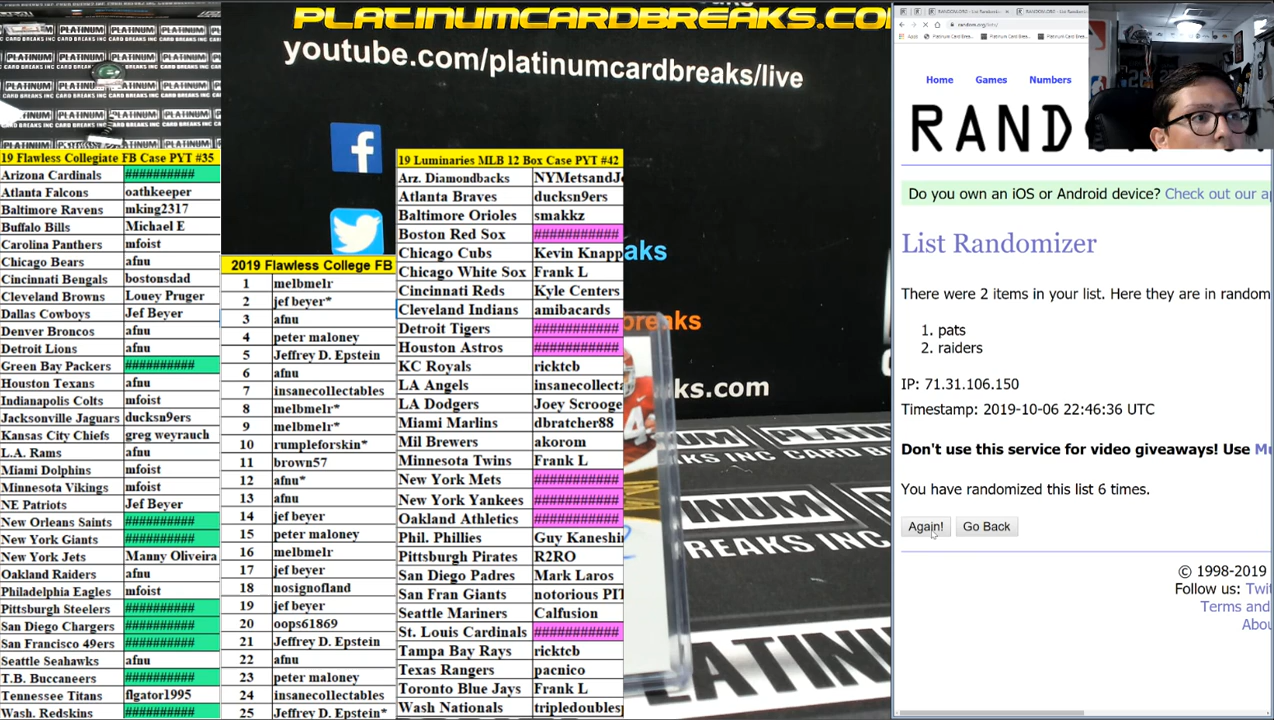 PLATINUMCARDBREAKS.CO
youtube.com/platinumcardbreaks/live
19 Flawless Collegiate FB Case PYT #35
Arizona Cardinals ##########
Atlanta Falcons oathkeeper
Baltimore Ravens mking2317
Buffalo Bills Michael E
Carolina Panthers mfoist
Chicago Bears afnu
Cincinnati Bengals bostonsdad
Cleveland Browns Louey Pruger
Dallas Cowboys Jef Beyer
Denver Broncos afnu
Detroit Lions afnu
Green Bay Packers ##########
Houston Texans afnu
Indianapolis Colts mfoist
Jacksonville Jaguars ducksn9ers
Kansas City Chiefs greg weyrauch
L.A. Rams afnu
Miami Dolphins mfoist
Minnesota Vikings mfoist
NE Patriots Jef Beyer
New Orleans Saints ##########
New York Giants ##########
New York Jets Manny Oliveira
Oakland Raiders afnu
Philadelphia Eagles mfoist
Pittsburgh Steelers ##########
San Diego Chargers ##########
San Francisco 49ers ##########
Seattle Seahawks afnu
T.B. Buccaneers ##########
Tennessee Titans flgator1995
Wash. Redskins ##########
2019 Flawless College FB
1 melbmelr
2 jef beyer*
3 afnu
4 peter maloney
5 Jeffrey D. Epstein
6 afnu
7 insanecollectables
8 melbmelr*
9 melbmelr*
10 rumpleforskin*
11 brown57
12 afnu*
13 afnu
14 jef beyer
15 peter maloney
16 melbmelr
17 jef beyer
18 nosignofland
19 jef beyer
20 oops61869
21 Jeffrey D. Epstein
22 afnu
23 peter maloney
24 insanecollectables
25 Jeffrey D. Epstein*
19 Luminaries MLB 12 Box Case PYT #42
Arz. Diamondbacks NYMetsandJ
Atlanta Braves ducksn9ers
Baltimore Orioles smakkz
Boston Red Sox ###########
Chicago Cubs Kevin Knapp
Chicago White Sox Frank L
Cincinnati Reds Kyle Centers
Cleveland Indians amibacards
Detroit Tigers ###########
Houston Astros ###########
KC Royals ricktcb
LA Angels insanecollecta
LA Dodgers Joey Scrooge
Miami Marlins dbratcher88
Mil Brewers akorom
Minnesota Twins Frank L
New York Mets ###########
New York Yankees ###########
Oakland Athletics ###########
Phil. Phillies Guy Kaneshi
Pittsburgh Pirates R2RO
San Diego Padres Mark Laros
San Fran Giants notorious PIT
Seattle Mariners Calfusion
St. Louis Cardinals ###########
Tampa Bay Rays ricktcb
Texas Rangers pacnico
Toronto Blue Jays Frank L
Wash Nationals tripledoubles
aks
breaks
ks.com
Home Games Numbers
RAND
Do you own an iOS or Android device? Check out our a
List Randomizer
There were 2 items in your list. Here they are in random
1. pats
2. raiders
IP: 71.31.106.150
Timestamp: 2019-10-06 22:46:36 UTC
Don't use this service for video giveaways! Use
You have randomized this list 6 times.
Again! Go Back
© 1998-2019
Follow us: Twit
Terms and
Abou